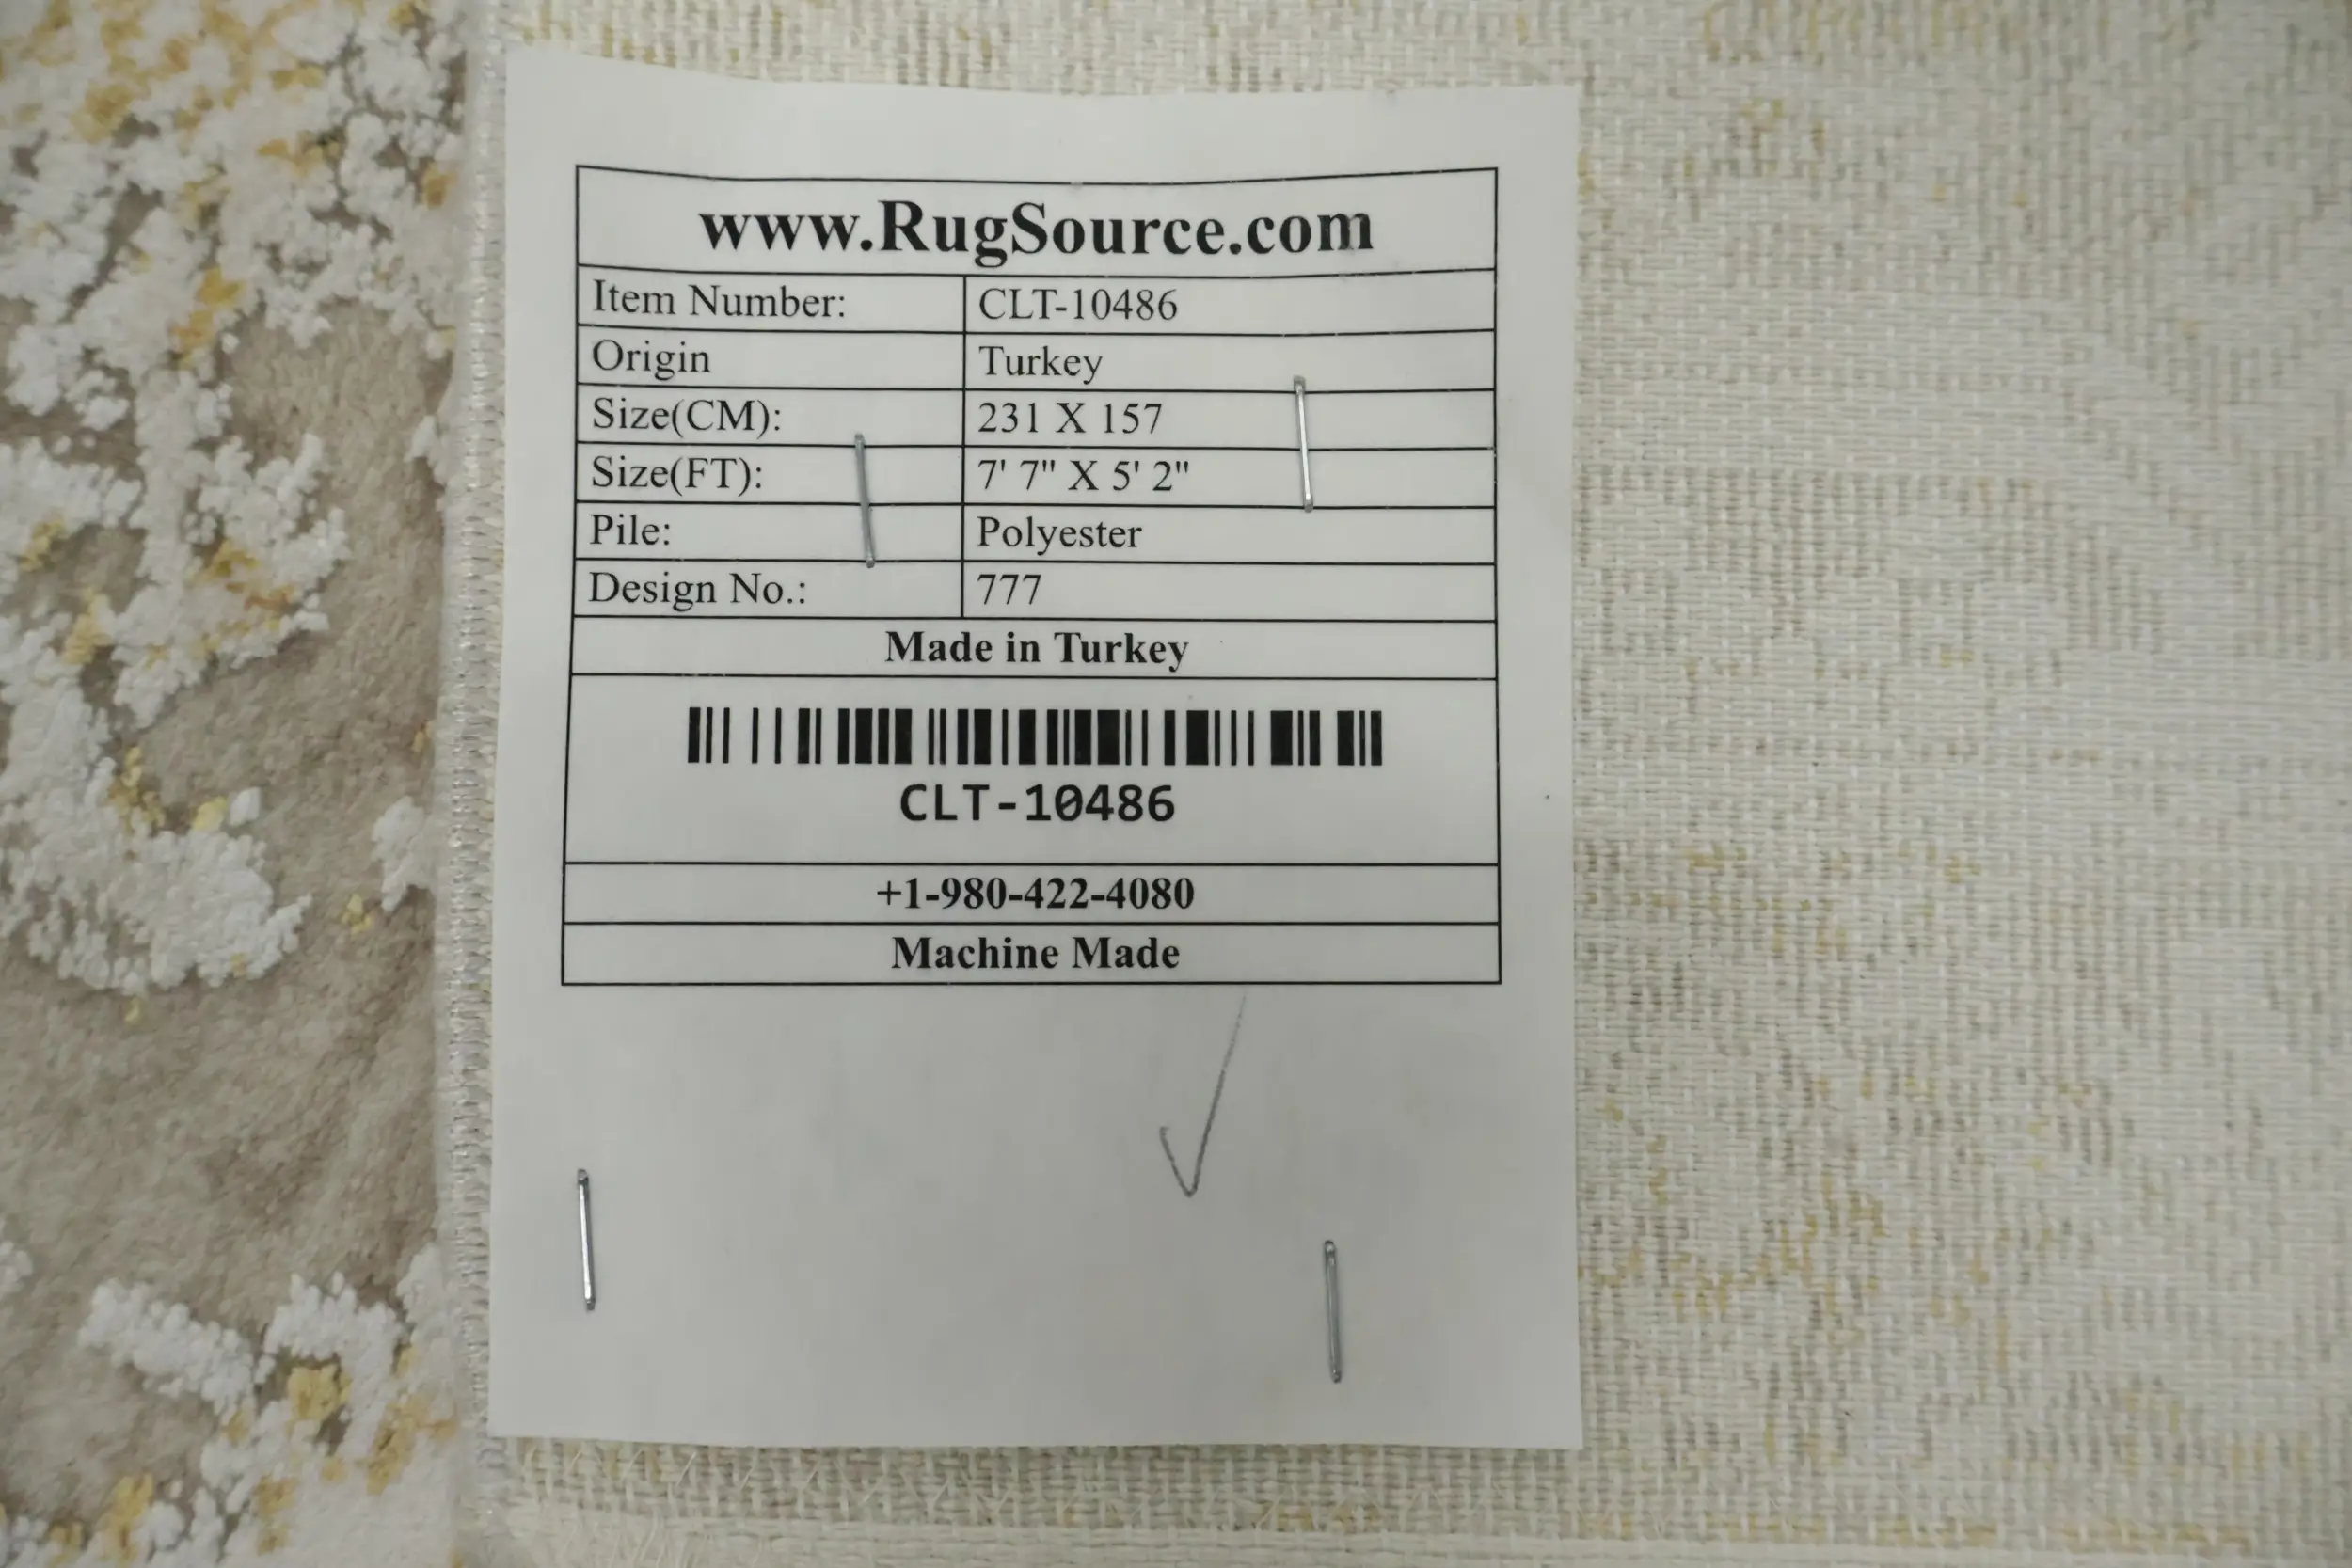 www.RugSource.com
Item Number: CLT-10486
Origin Turkey
Size(CM): 231 X 157
Size(FT): 7' 7" X 5' 2"
Pile: Polyester
Design No.: 777
Made in Turkey
CLT-10486
+1-980-422-4080
Machine Made